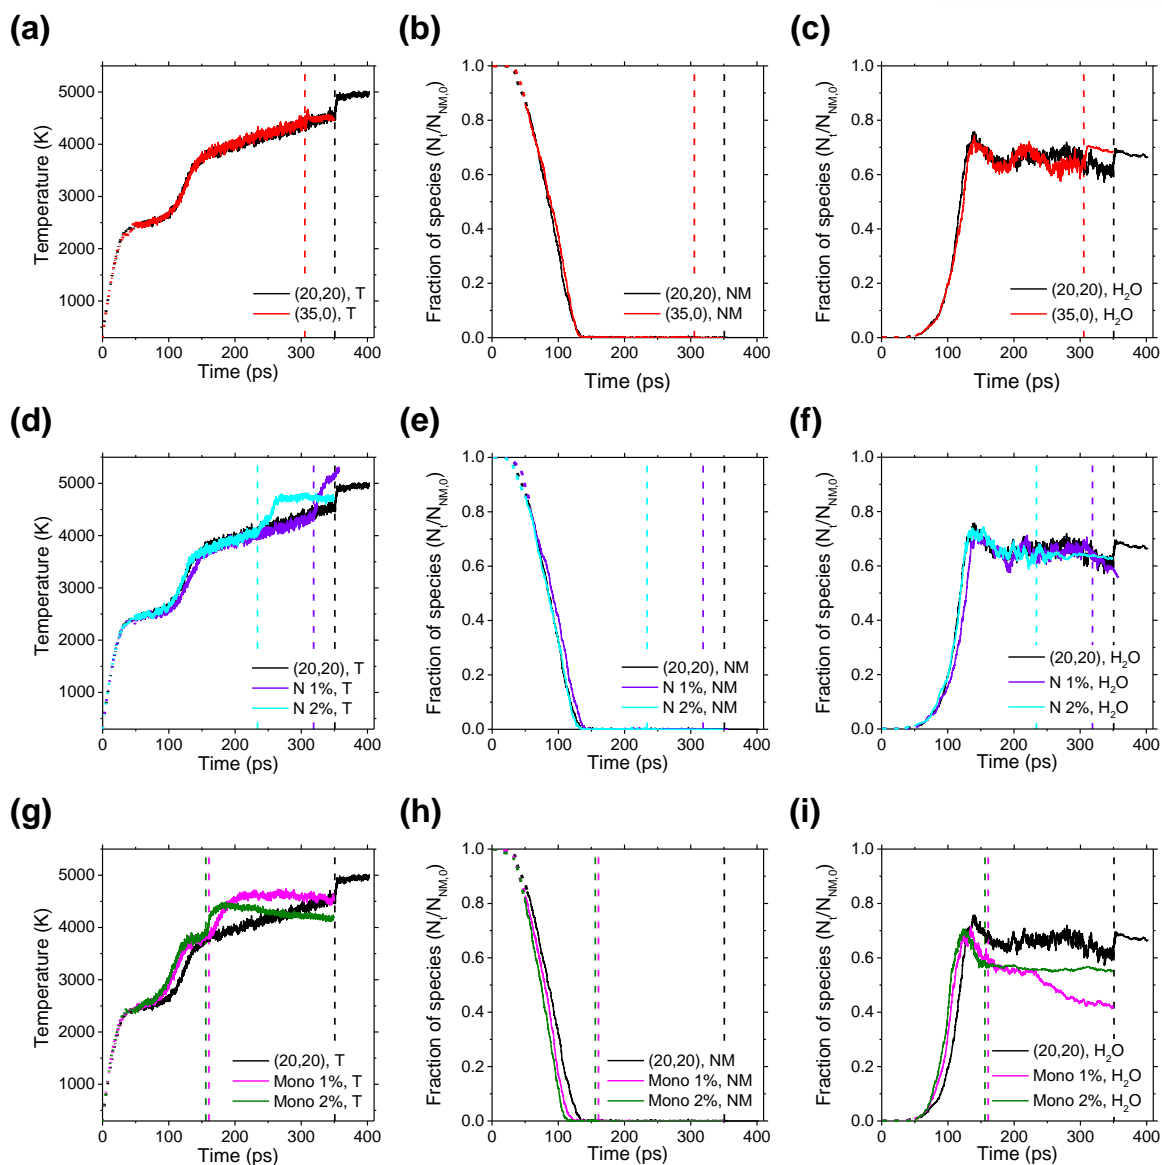 (a)
Temperature (K)
5000
4000
3000
2000
1000
(20,20), T
(35,0), T
0 100 200 300 400
Time (ps)
(b)
Fraction of species (N_t/N_NM,0)
1.0
0.8
0.6
0.4
0.2
0.0
(20,20), NM
(35,0), NM
0 100 200 300 400
Time (ps)
(c)
Fraction of species (N_t/N_NM,0)
1.0
0.8
0.6
0.4
0.2
0.0
(20,20), H₂O
(35,0), H₂O
0 100 200 300 400
Time (ps)
(d)
Temperature (K)
5000
4000
3000
2000
1000
(20,20), T
N 1%, T
N 2%, T
0 100 200 300 400
Time (ps)
(e)
Fraction of species (N_t/N_NM,0)
1.0
0.8
0.6
0.4
0.2
0.0
(20,20), NM
N 1%, NM
N 2%, NM
0 100 200 300 400
Time (ps)
(f)
Fraction of species (N_t/N_NM,0)
1.0
0.8
0.6
0.4
0.2
0.0
(20,20), H₂O
N 1%, H₂O
N 2%, H₂O
0 100 200 300 400
Time (ps)
(g)
Temperature (K)
5000
4000
3000
2000
1000
(20,20), T
Mono 1%, T
Mono 2%, T
0 100 200 300 400
Time (ps)
(h)
Fraction of species (N_t/N_NM,0)
1.0
0.8
0.6
0.4
0.2
0.0
(20,20), NM
Mono 1%, NM
Mono 2%, NM
0 100 200 300 400
Time (ps)
(i)
Fraction of species (N_t/N_NM,0)
1.0
0.8
0.6
0.4
0.2
0.0
(20,20), H₂O
Mono 1%, H₂O
Mono 2%, H₂O
0 100 200 300 400
Time (ps)